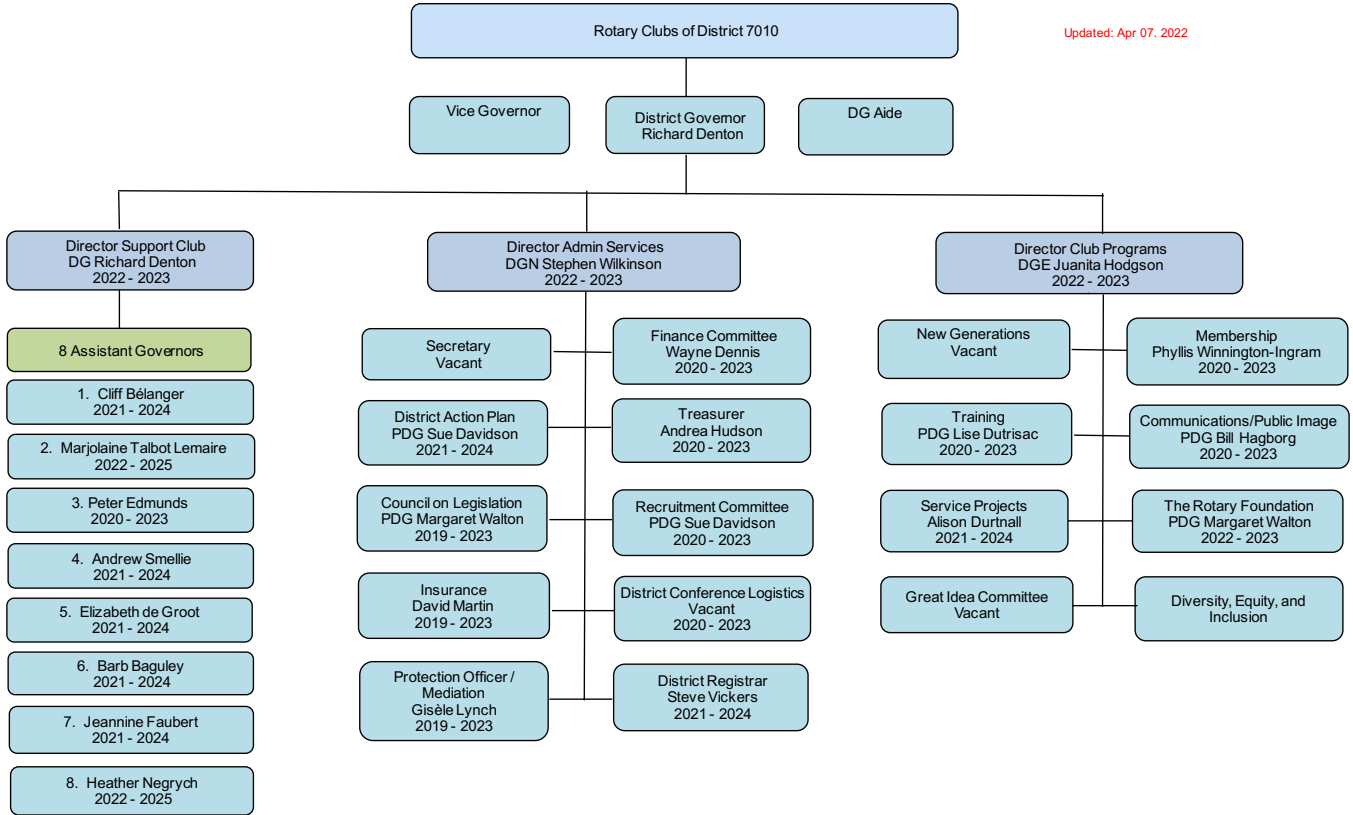 Rotary Clubs of District 7010
Updated: Apr 07. 2022
Vice Governor
District Governor
Richard Denton
DG Aide
Director Support Club
DG Richard Denton
2022 - 2023
8 Assistant Governors
1. Cliff Bélanger
2021 - 2024
2. Marjolaine Talbot Lemaire
2022 - 2025
3. Peter Edmunds
2020 - 2023
4. Andrew Smellie
2021 - 2024
5. Elizabeth de Groot
2021 - 2024
6. Barb Baguley
2021 - 2024
7. Jeannine Faubert
2021 - 2024
8. Heather Negrych
2022 - 2025
Director Admin Services
DGN Stephen Wilkinson
2022 - 2023
Secretary
Vacant
Finance Committee
Wayne Dennis
2020 - 2023
District Action Plan
PDG Sue Davidson
2021 - 2024
Treasurer
Andrea Hudson
2020 - 2023
Council on Legislation
PDG Margaret Walton
2019 - 2023
Recruitment Committee
PDG Sue Davidson
2020 - 2023
Insurance
David Martin
2019 - 2023
District Conference Logistics
Vacant
2020 - 2023
Protection Officer /
Mediation
Gisèle Lynch
2019 - 2023
District Registrar
Steve Vickers
2021 - 2024
Director Club Programs
DGE Juanita Hodgson
2022 - 2023
New Generations
Vacant
Membership
Phyllis Winnington-Ingram
2020 - 2023
Training
PDG Lise Dutrisac
2020 - 2023
Communications/Public Image
PDG Bill Hagborg
2020 - 2023
Service Projects
Alison Durtnall
2021 - 2024
The Rotary Foundation
PDG Margaret Walton
2022 - 2023
Great Idea Committee
Vacant
Diversity, Equity, and
Inclusion